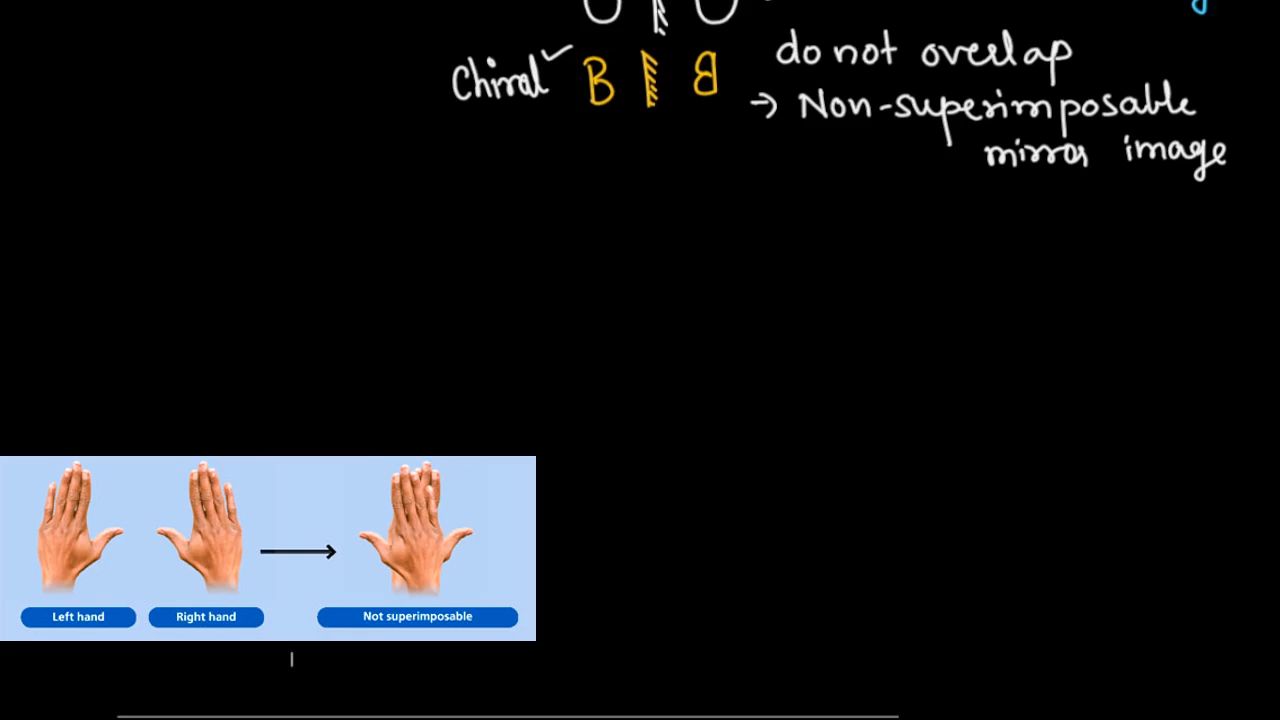 do not overlap
Chiral B B
→ Non-superimposable
mirror image
Left hand Right hand Not superimposable